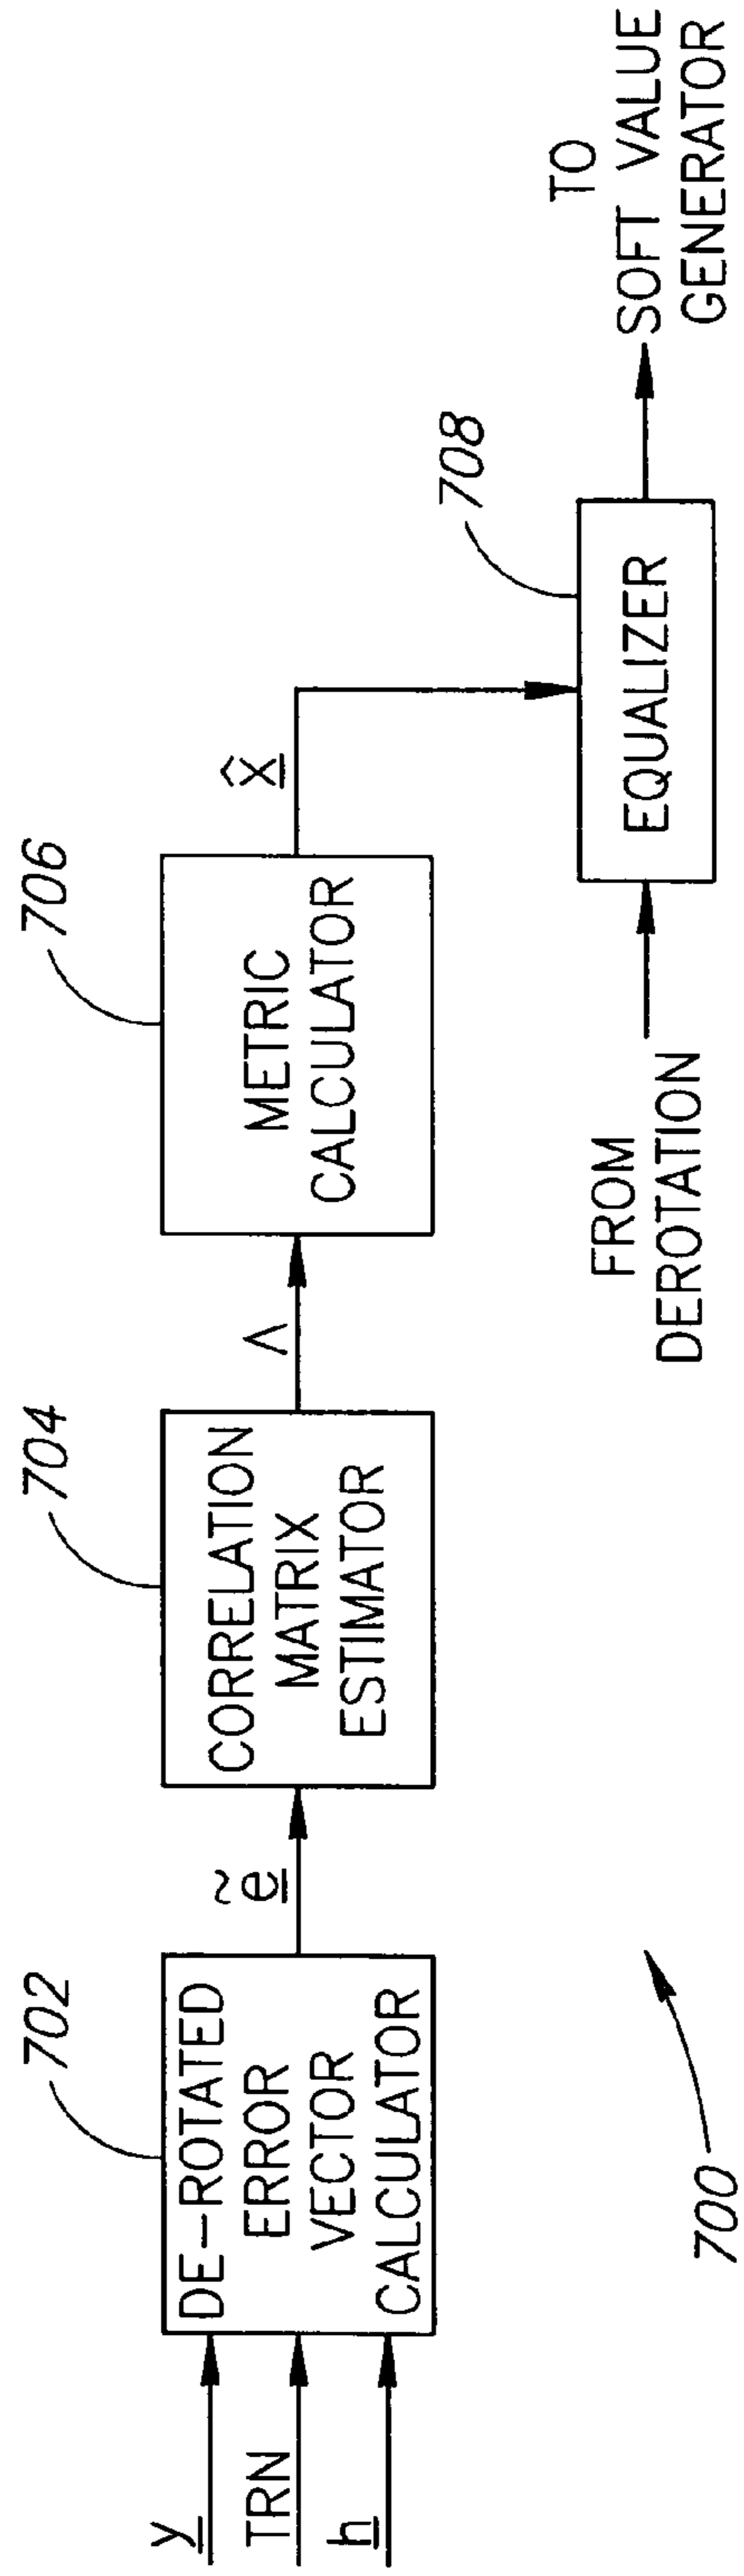 y
TRN
h
702
DE-ROTATED
ERROR
VECTOR
CALCULATOR
~e
704
CORRELATION
MATRIX
ESTIMATOR
Λ
706
METRIC
CALCULATOR
x̂
708
FROM
DEROTATION
EQUALIZER
TO
SOFT VALUE
GENERATOR
700